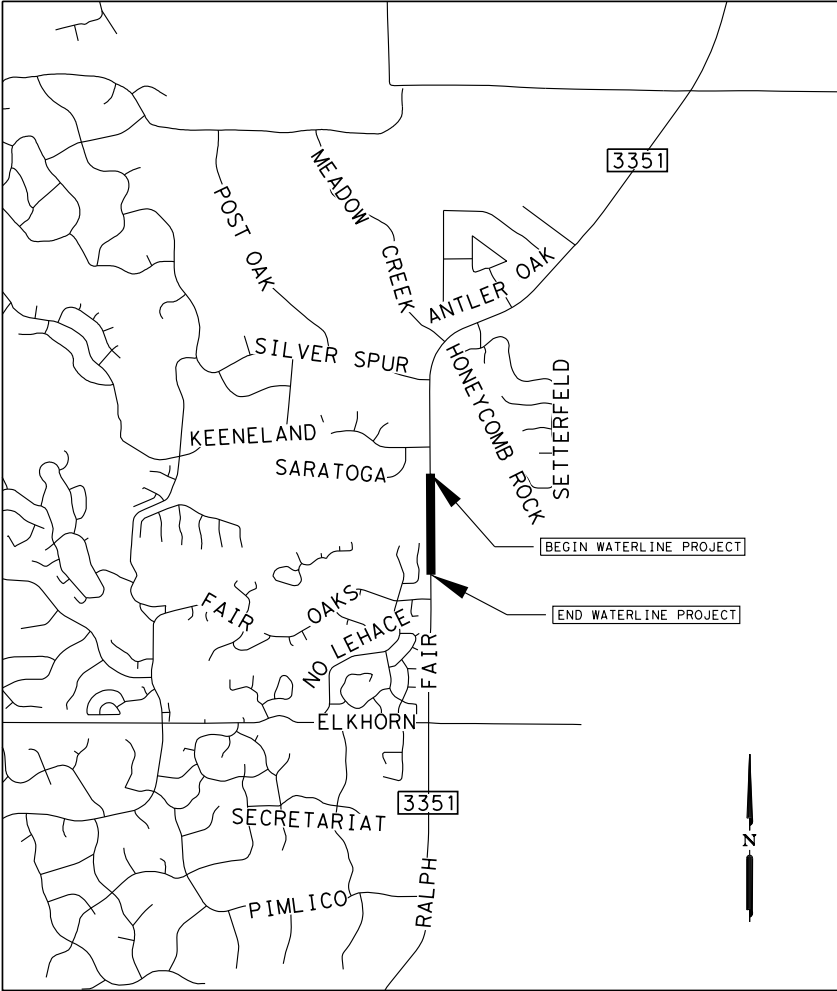 3351
MEADOW CREEK
POST OAK
ANTLER OAK
SILVER SPUR
HONEYCOMB ROCK
SETTERFELD
KEENELAND
SARATOGA
BEGIN WATERLINE PROJECT
FAIR OAKS
END WATERLINE PROJECT
NO LEHACE
RALPH FAIR
ELKHORN
3351
SECRETARIAT
PIMLICO
N